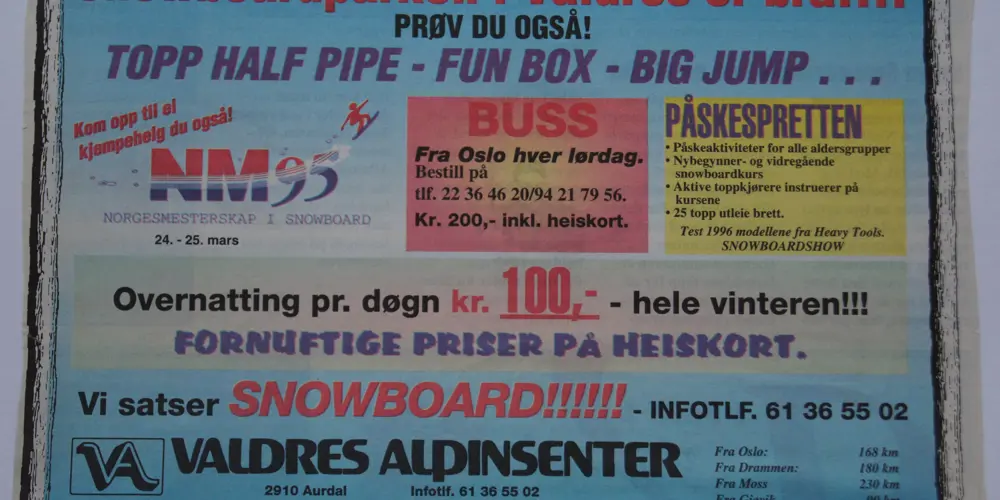 PRØV DU OGSÅ!
TOPP HALF PIPE - FUN BOX - BIG JUMP . . .
Kom opp til ei
kjempehelg du også!
NM95
NORGESMESTERSKAP I SNOWBOARD
24. - 25. mars
BUSS
Fra Oslo hver lørdag.
Bestill på
tlf. 22 36 46 20/94 21 79 56.
Kr. 200,- inkl. heiskort.
PÅSKESPRETTEN
• Påskeaktiviteter for alle aldersgrupper
• Nybegynner- og vidregående
snowboardkurs
• Aktive toppkjørere instruerer på
kursene
• 25 topp utleie brett.
Test 1996 modellene fra Heavy Tools.
SNOWBOARDSHOW
Overnatting pr. døgn kr. 100,- - hele vinteren!!!
FORNUFTIGE PRISER PÅ HEISKORT.
Vi satser SNOWBOARD!!!!!! - INFOTLF. 61 36 55 02
VA VALDRES ALPINSENTER
2910 Aurdal Infotlf. 61 36 55 02
Fra Oslo: 168 km
Fra Drammen: 180 km
Fra Moss 230 km